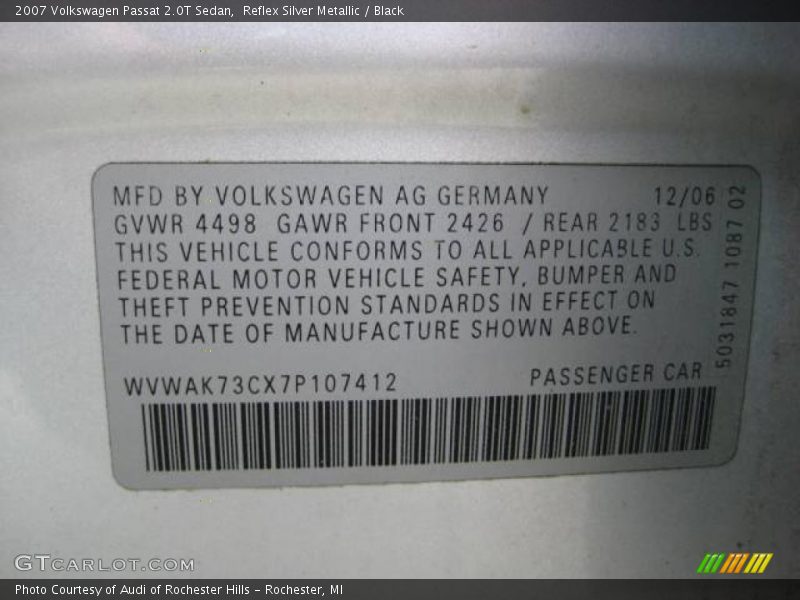 2007 Volkswagen Passat 2.0T Sedan,  Reflex Silver Metallic / Black
MFD BY VOLKSWAGEN AG GERMANY 12/06
GVWR 4498 GAWR FRONT 2426 / REAR 2183 LBS
THIS VEHICLE CONFORMS TO ALL APPLICABLE U.S.
FEDERAL MOTOR VEHICLE SAFETY, BUMPER AND
THEFT PREVENTION STANDARDS IN EFFECT ON
THE DATE OF MANUFACTURE SHOWN ABOVE.
WVWAK73CX7P107412 PASSENGER CAR
5031847 1087 02
GTCARLOT.COM
Photo Courtesy of Audi of Rochester Hills – Rochester, MI